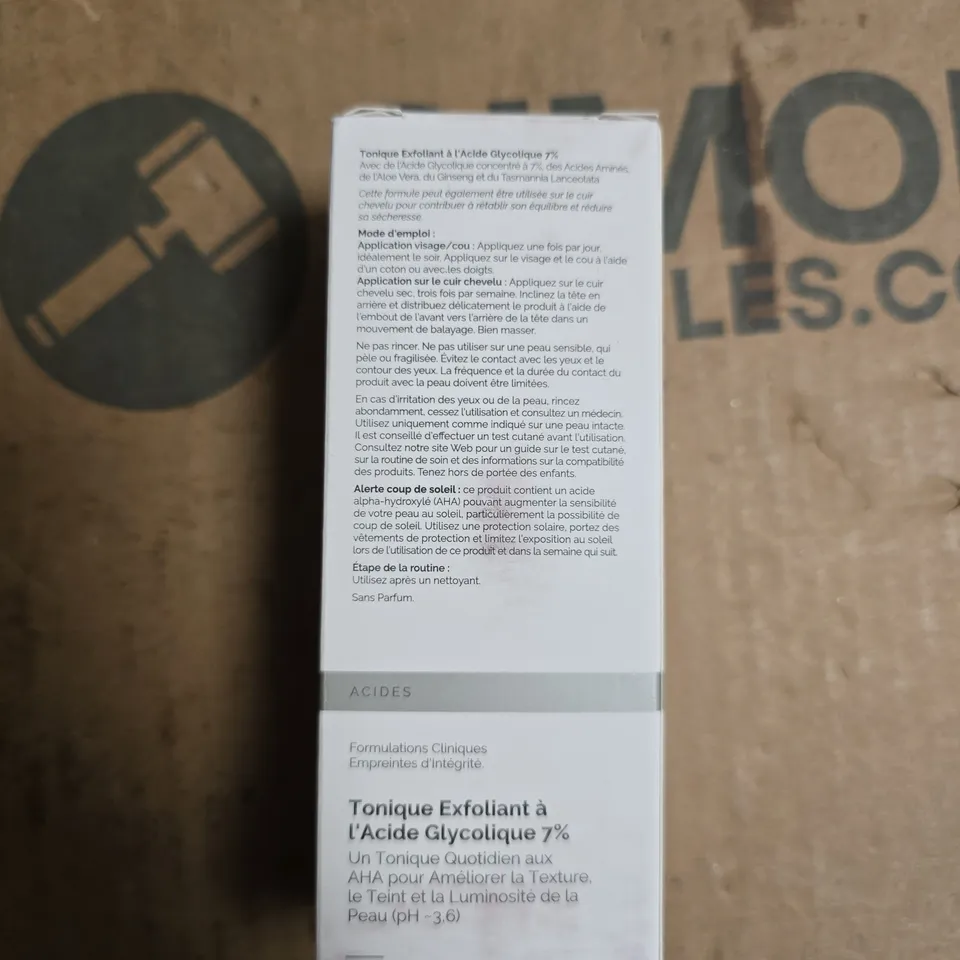 Tonique Exfoliant à l'Acide Glycolique 7%
Avec de l'Acide Glycolique concentré à 7%, des Acides Aminés,
de l'Aloe Vera, du Ginseng et du Tasmannia Lanceolata
Cette formule peut également être utilisée sur le cuir
chevelu pour contribuer à rétablir son équilibre et réduire
sa sécheresse
Mode d'emploi :
Application visage/cou : Appliquez une fois par jour,
idéalement le soir. Appliquez sur le visage et le cou à l'aide
d'un coton ou avec les doigts.
Application sur le cuir chevelu : Appliquez sur le cuir
chevelu sec, trois fois par semaine. Inclinez la tête en
arrière et distribuez délicatement le produit à l'aide de
l'embout de l'avant vers l'arrière de la tête dans un
mouvement de balayage. Bien masser.
Ne pas rincer. Ne pas utiliser sur une peau sensible, qui
pèle ou fragilisée. Évitez le contact avec les yeux et le
contour des yeux. La fréquence et la durée du contact du
produit avec la peau doivent être limitées.
En cas d'irritation des yeux ou de la peau, rincez
abondamment, cessez l'utilisation et consultez un médecin.
Utilisez uniquement comme indiqué sur une peau intacte.
Il est conseillé d'effectuer un test cutané avant l'utilisation.
Consultez notre site Web pour un guide sur le test cutané,
sur la routine de soin et des informations sur la compatibilité
des produits. Tenez hors de portée des enfants.
Alerte coup de soleil : ce produit contient un acide
alpha-hydroxylé (AHA) pouvant augmenter la sensibilité
de votre peau au soleil, particulièrement la possibilité de
coup de soleil. Utilisez une protection solaire, portez des
vêtements de protection et limitez l'exposition au soleil
lors de l'utilisation de ce produit et dans la semaine qui suit.
Étape de la routine :
Utilisez après un nettoyant.
Sans Parfum.
ACIDES
Formulations Cliniques
Empreintes d'Intégrité.
Tonique Exfoliant à
l'Acide Glycolique 7%
Un Tonique Quotidien aux
AHA pour Améliorer la Texture,
le Teint et la Luminosité de la
Peau (pH ~3,6)
MO
LES.CO